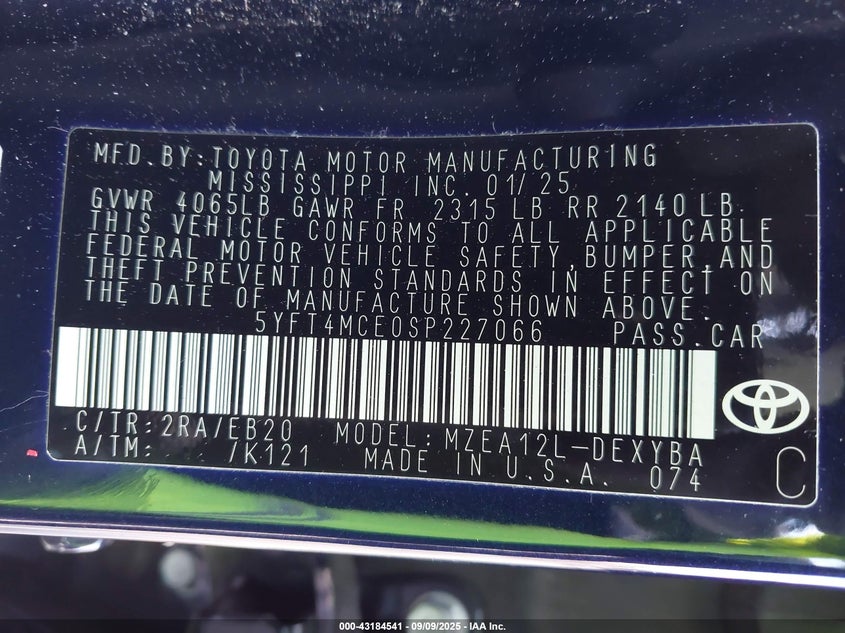 MFD.BY:TOYOTA MOTOR MANUFACTURING
MISSISSIPPI INC. 01/25
GVWR 4065LB GAWR FR 2315 LB RR 2140 LB
THIS VEHICLE CONFORMS TO ALL APPLICABLE
FEDERAL MOTOR VEHICLE SAFETY,BUMPER,AND
THEFT PREVENTION STANDARDS IN EFFECT ON
THE DATE OF MANUFACTURE SHOWN ABOVE.
5YFT4MCE0SP227066 PASS.CAR
C/TR:2RA/EB20 MODEL:MZEA12L-DEXYBA
A/TM: /K121 MADE IN U.S.A. 074
C
000-43184541 - 09/09/2025 - IAA Inc.